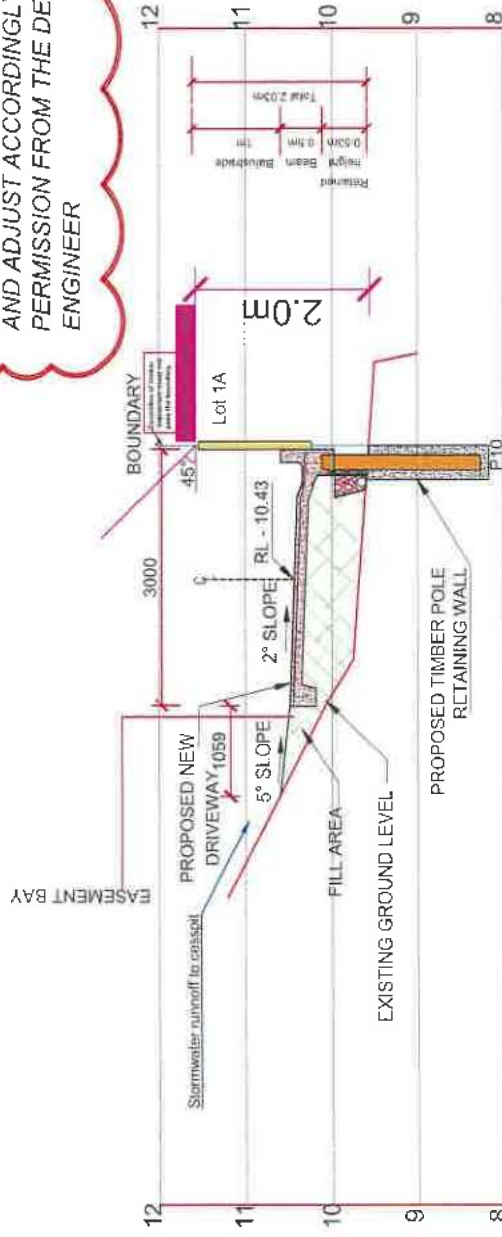 AND ADJUST ACCORDINGLY
PERMISSION FROM THE DE
ENGINEER
12
11
10
9
8
12
11
10
9
8
EASEMENT BAY
Stormwater runnoff to casspit
PROPOSED NEW
DRIVEWAY
1059
5° SLOPE
FILL AREA
EXISTING GROUND LEVEL
3000
2° SLOPE
RL - 10.43
BOUNDARY
45°
Lot 1A
2.0m
P10
PROPOSED TIMBER POLE
RETAINING WALL
Total 2.03m
Balustrade
1m
Beam
0.5m
Retained
height
0.53m